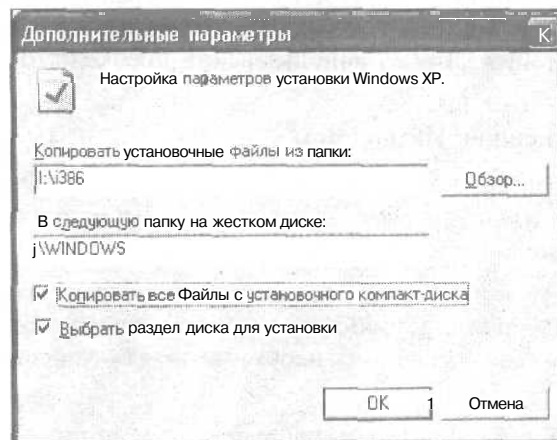 Дополнительные параметры
K
Настройка параметров установки Windows XP.
Копировать установочные файлы из папки:
I:\i386
Обзор...
В следующую папку на жестком диске:
j\WINDOWS
Копировать все Файлы с установочного компакт-диска
Выбрать раздел диска для установки
OK
1
Отмена